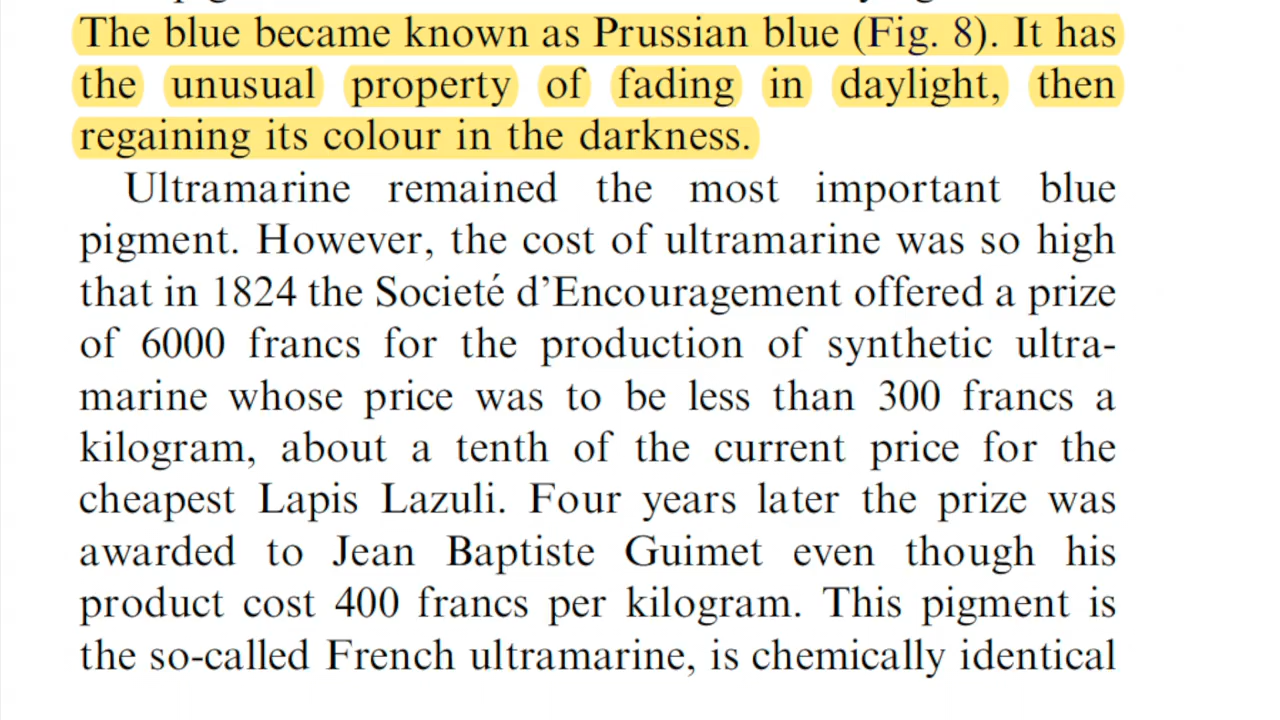 The blue became known as Prussian blue (Fig. 8). It has
the unusual property of fading in daylight, then
regaining its colour in the darkness.
Ultramarine remained the most important blue
pigment. However, the cost of ultramarine was so high
that in 1824 the Societé d’Encouragement offered a prize
of 6000 francs for the production of synthetic ultra-
marine whose price was to be less than 300 francs a
kilogram, about a tenth of the current price for the
cheapest Lapis Lazuli. Four years later the prize was
awarded to Jean Baptiste Guimet even though his
product cost 400 francs per kilogram. This pigment is
the so-called French ultramarine, is chemically identical